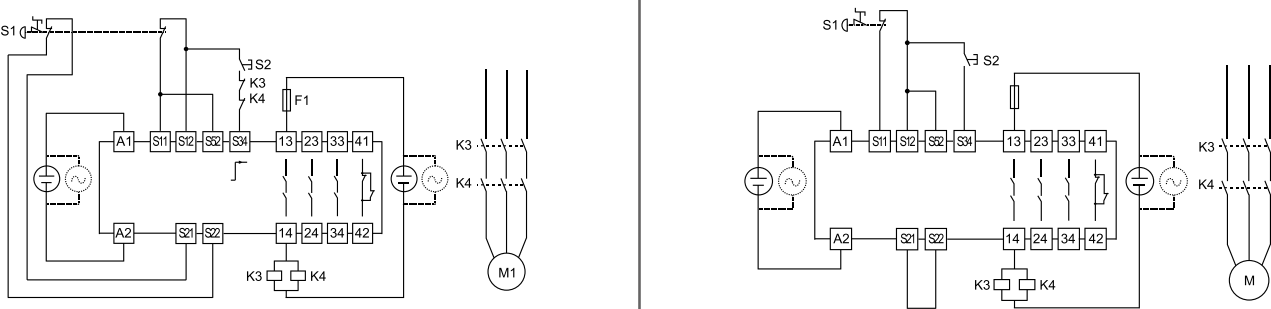 S1
S2
K3
K4
F1
A1 S11 S12 S52 S34 13 23 33 41
K3
K4
A2 S21 S22 14 24 34 42
K3 K4
M1
S1
S2
A1 S11 S12 S52 S34 13 23 33 41
K3
K4
A2 S21 S22 14 24 34 42
K3 K4
M